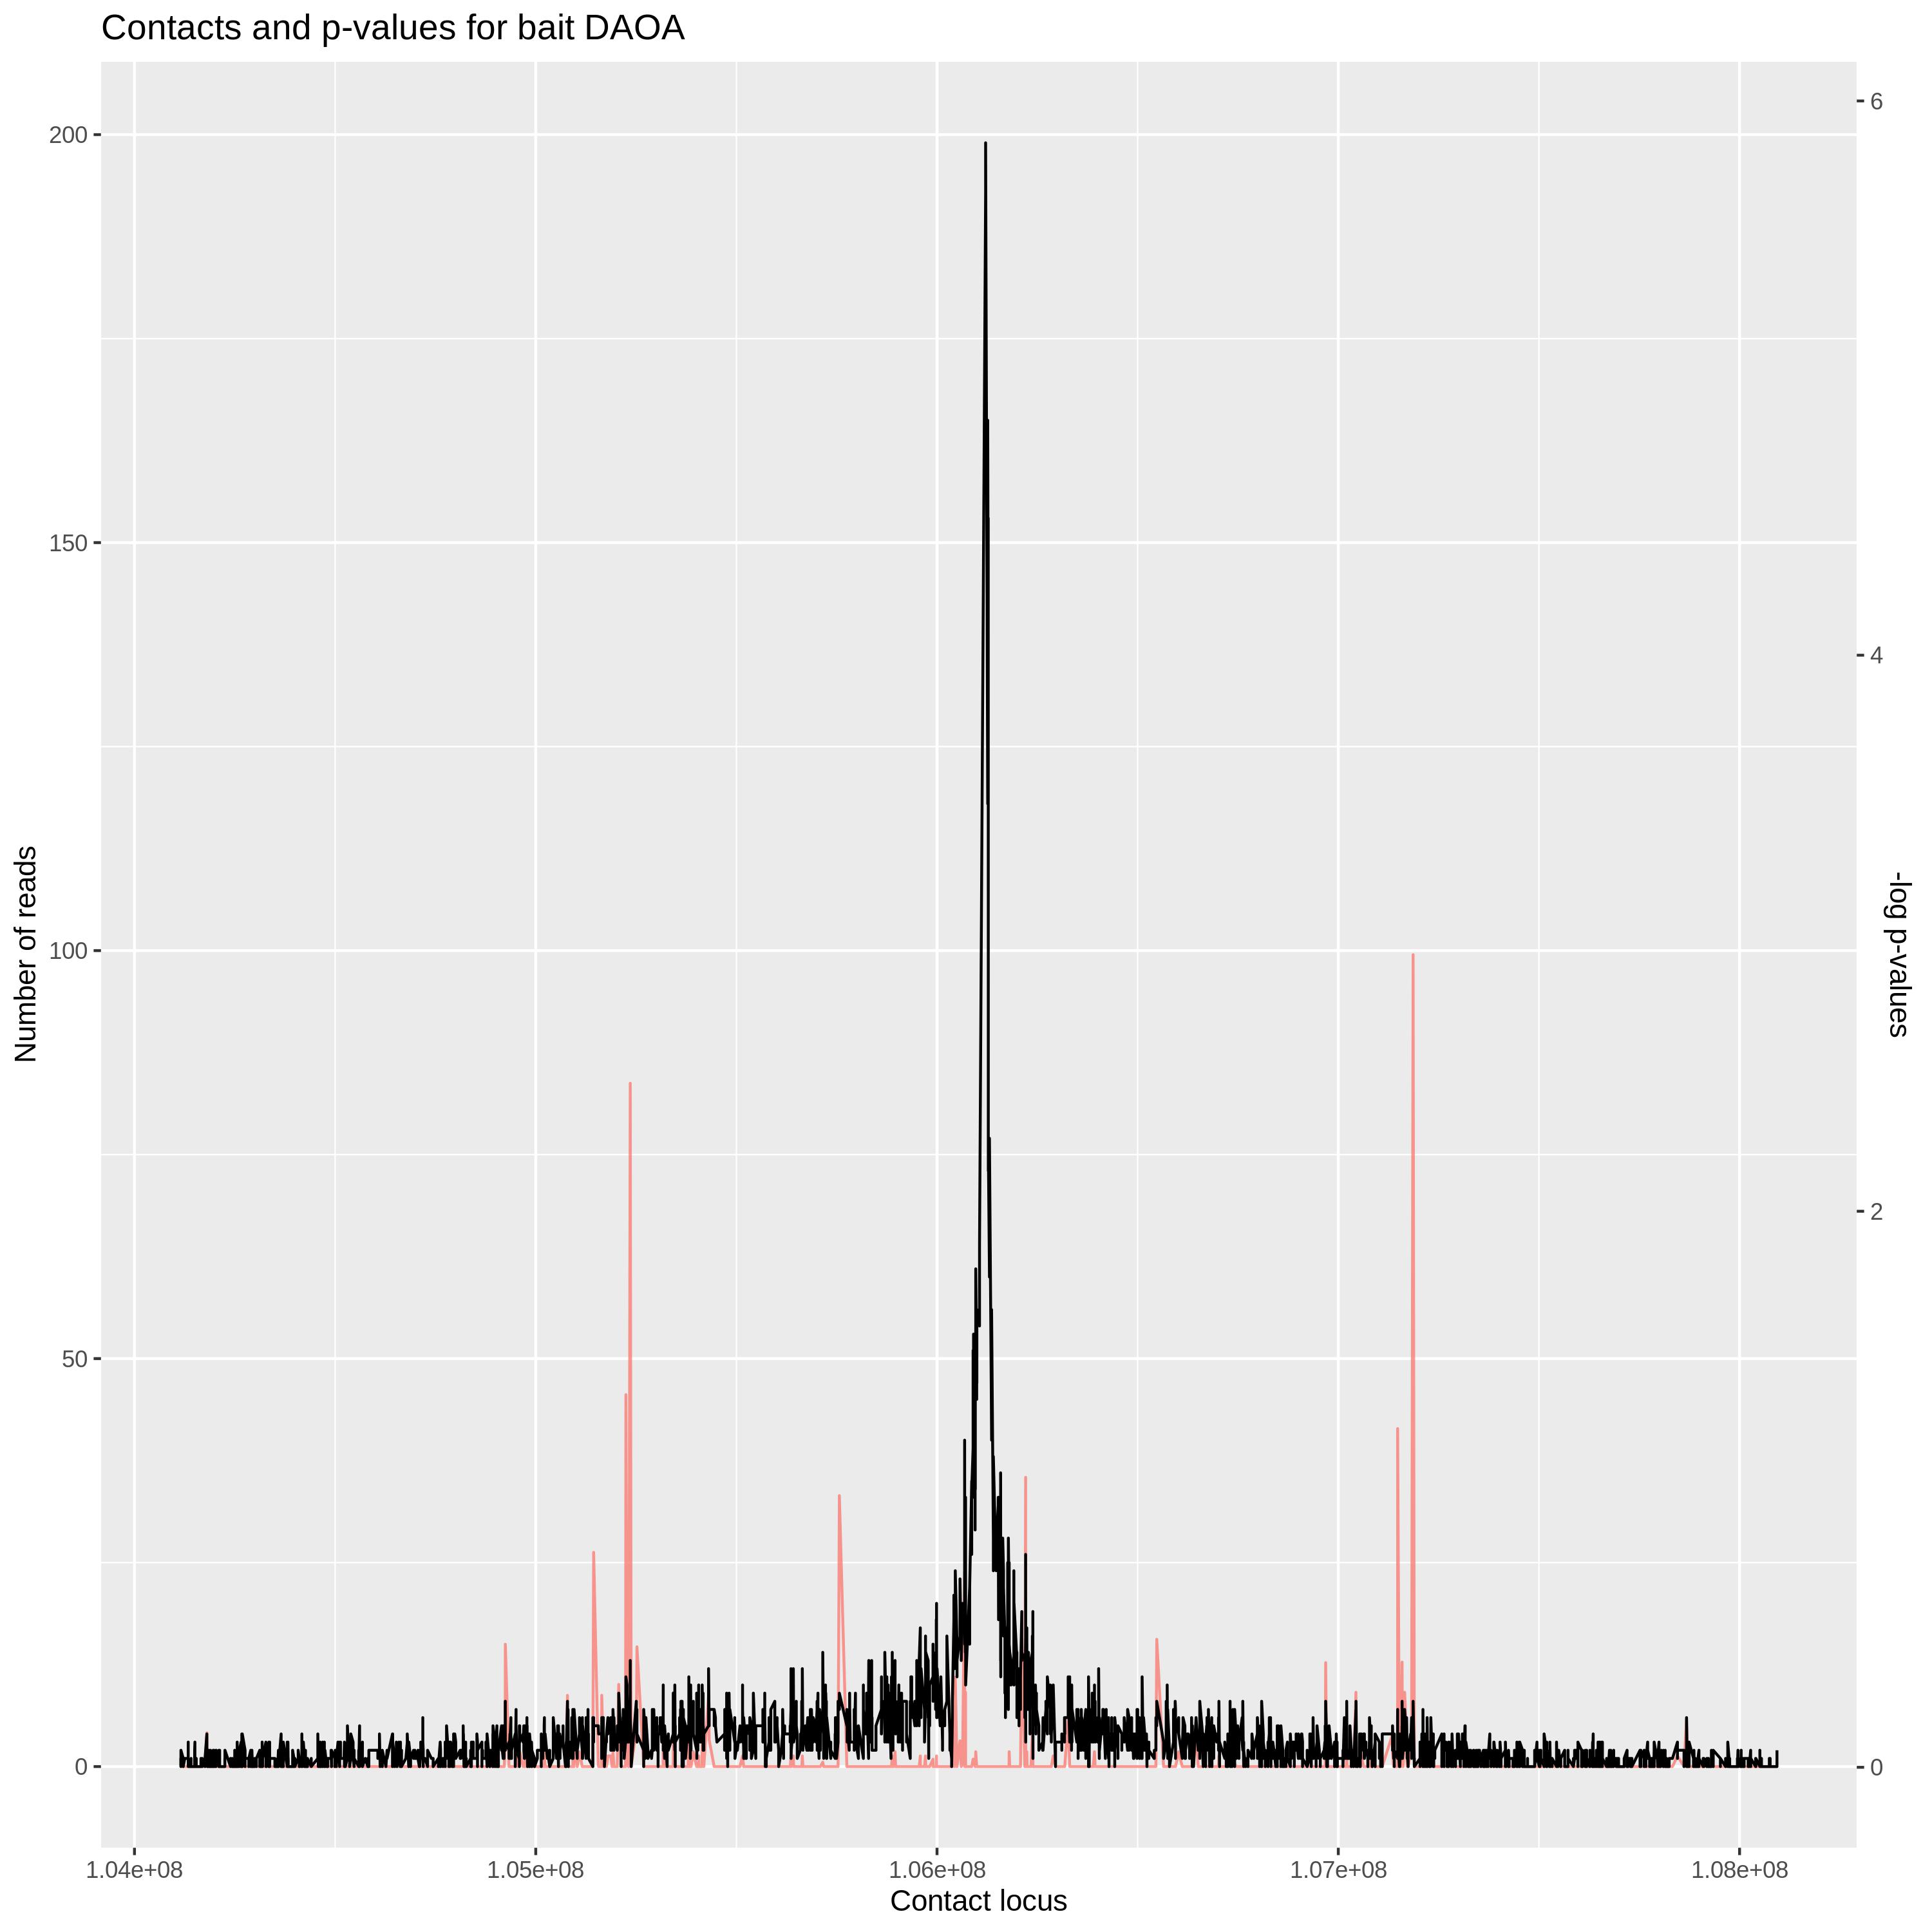 Contacts and p-values for bait DAOA
200
150
100
50
0
6
4
2
0
Number of reads
-log p-values
1.04e+08
1.05e+08
1.06e+08
1.07e+08
1.08e+08
Contact locus